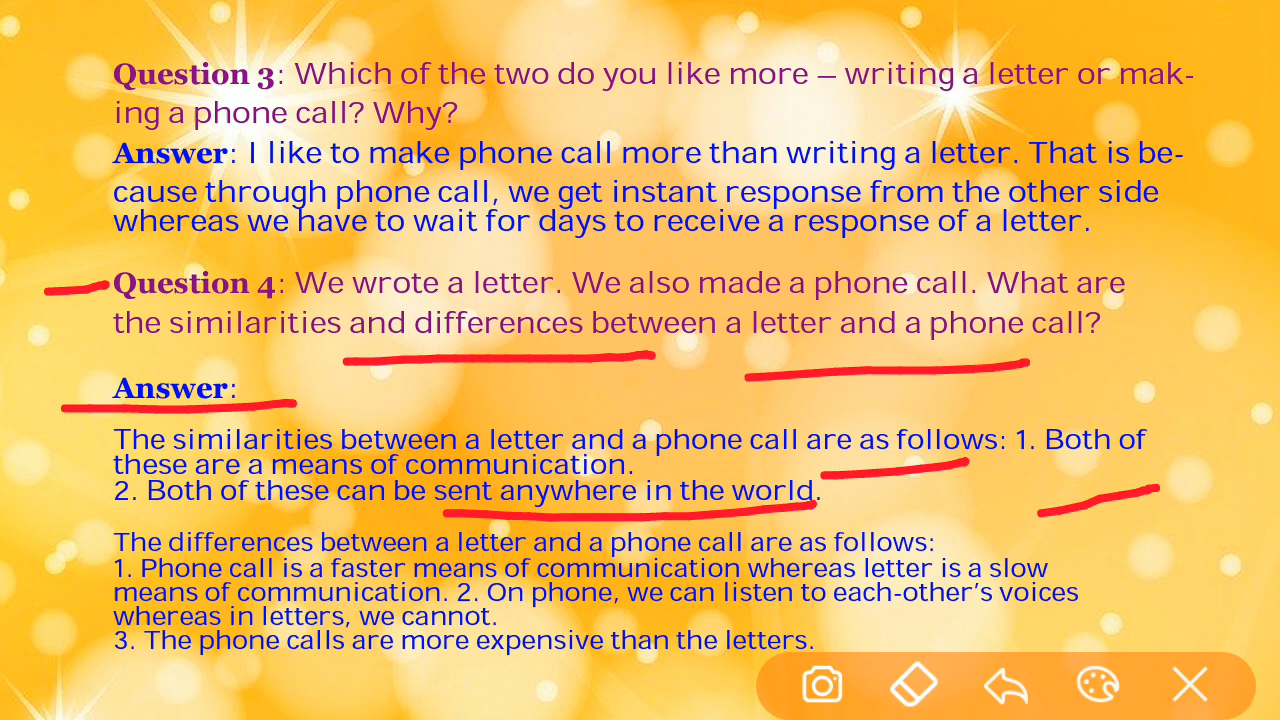 Question 3: Which of the two do you like more – writing a letter or mak-
ing a phone call? Why?
Answer: I like to make phone call more than writing a letter. That is be-
cause through phone call, we get instant response from the other side
whereas we have to wait for days to receive a response of a letter.
Question 4: We wrote a letter. We also made a phone call. What are
the similarities and differences between a letter and a phone call?
Answer:
The similarities between a letter and a phone call are as follows: 1. Both of
these are a means of communication.
2. Both of these can be sent anywhere in the world.
The differences between a letter and a phone call are as follows:
1. Phone call is a faster means of communication whereas letter is a slow
means of communication. 2. On phone, we can listen to each-other’s voices
whereas in letters, we cannot.
3. The phone calls are more expensive than the letters.